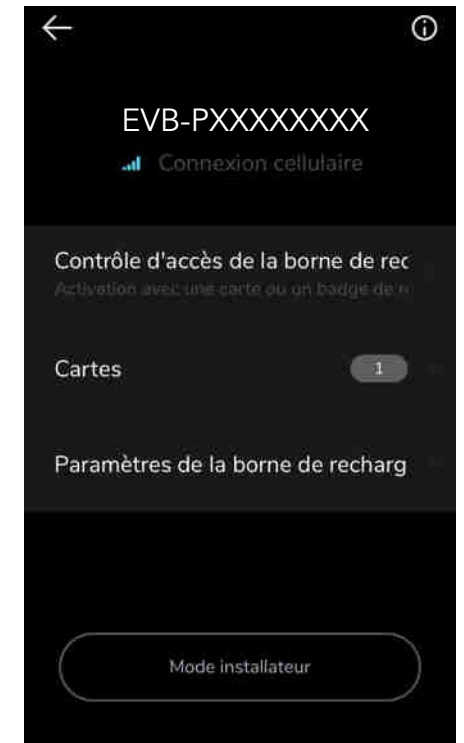 EVB-PXXXXXXXX
Connexion cellulaire
Contrôle d'accès de la borne de rec
Activation avec une carte ou un badge de r
Cartes
1
Paramètres de la borne de recharg
Mode installateur